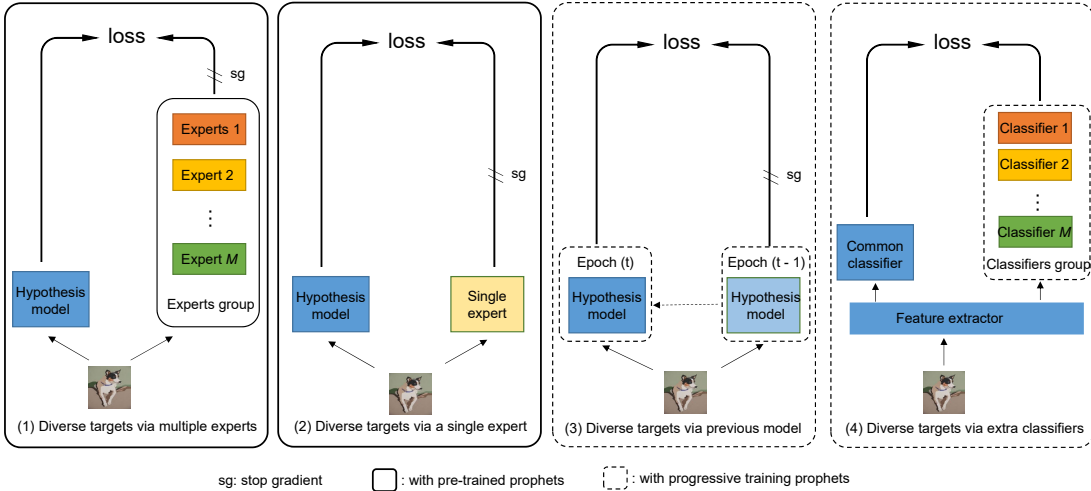 loss
sg
Experts 1
Expert 2
⋮
Expert M
Experts group
Hypothesis
model
(1) Diverse targets via multiple experts
loss
sg
Hypothesis
model
Single
expert
(2) Diverse targets via a single expert
loss
sg
Epoch (t)
Hypothesis
model
Epoch (t - 1)
Hypothesis
model
(3) Diverse targets via previous model
loss
Classifier 1
Classifier 2
⋮
Classifier M
Classifiers group
Common
classifier
Feature extractor
(4) Diverse targets via extra classifiers
sg: stop gradient
: with pre-trained prophets
: with progressive training prophets